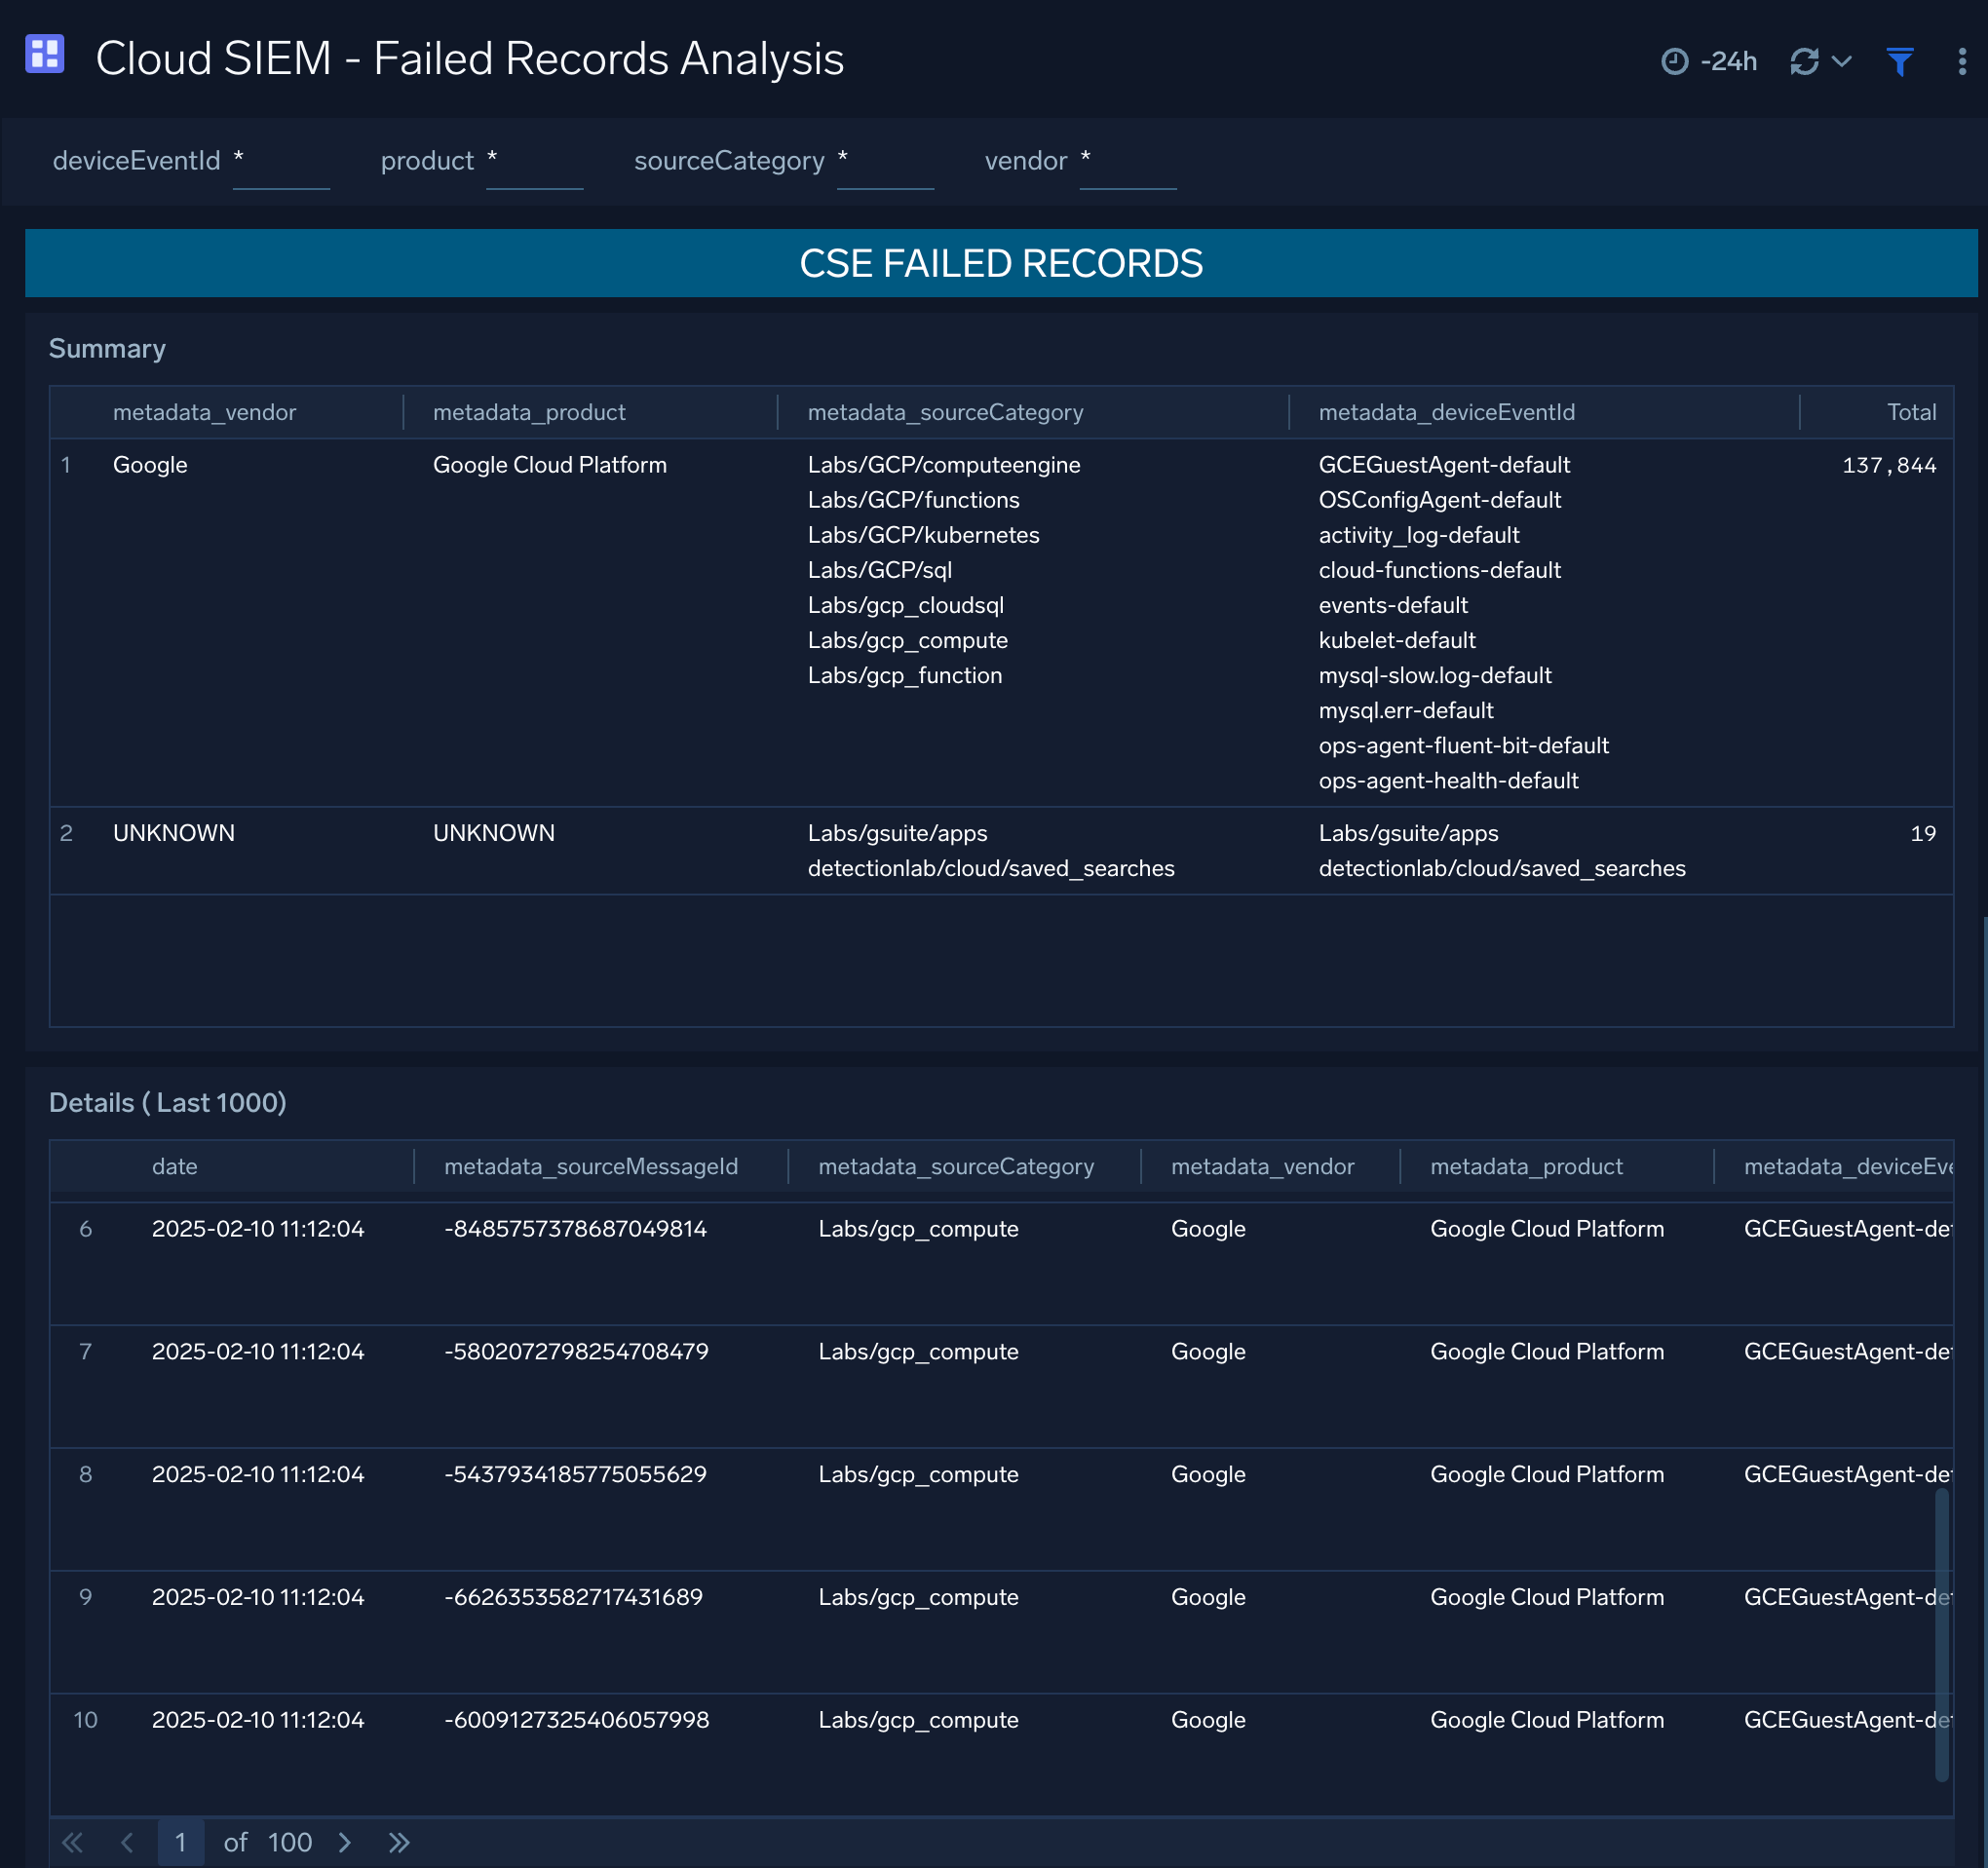 Cloud SIEM - Failed Records Analysis
-24h
deviceEventId * product * sourceCategory * vendor *
CSE FAILED RECORDS
Summary
metadata_vendor metadata_product metadata_sourceCategory metadata_deviceEventId Total
1 Google Google Cloud Platform Labs/GCP/computeengine GCEGuestAgent-default 137,844
Labs/GCP/functions OSConfigAgent-default
Labs/GCP/kubernetes activity_log-default
Labs/GCP/sql cloud-functions-default
Labs/gcp_cloudsql events-default
Labs/gcp_compute kubelet-default
Labs/gcp_function mysql-slow.log-default
mysql.err-default
ops-agent-fluent-bit-default
ops-agent-health-default
2 UNKNOWN UNKNOWN Labs/gsuite/apps Labs/gsuite/apps 19
detectionlab/cloud/saved_searches detectionlab/cloud/saved_searches
Details ( Last 1000)
date metadata_sourceMessageId metadata_sourceCategory metadata_vendor metadata_product metadata_deviceEve
6 2025-02-10 11:12:04 -8485757378687049814 Labs/gcp_compute Google Google Cloud Platform GCEGuestAgent-def
7 2025-02-10 11:12:04 -5802072798254708479 Labs/gcp_compute Google Google Cloud Platform GCEGuestAgent-def
8 2025-02-10 11:12:04 -5437934185775055629 Labs/gcp_compute Google Google Cloud Platform GCEGuestAgent-def
9 2025-02-10 11:12:04 -6626353582717431689 Labs/gcp_compute Google Google Cloud Platform GCEGuestAgent-def
10 2025-02-10 11:12:04 -6009127325406057998 Labs/gcp_compute Google Google Cloud Platform GCEGuestAgent-def
1 of 100